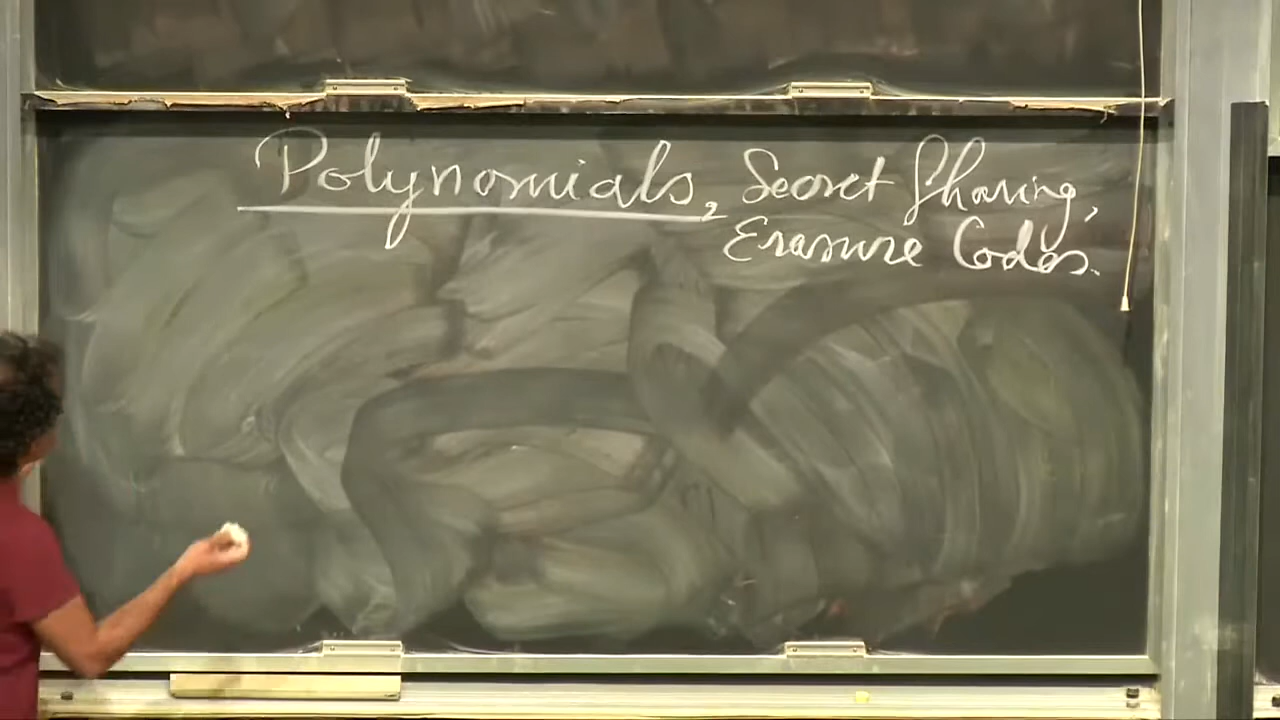 Polynomials, Secret Sharing,
Erasure Codes.